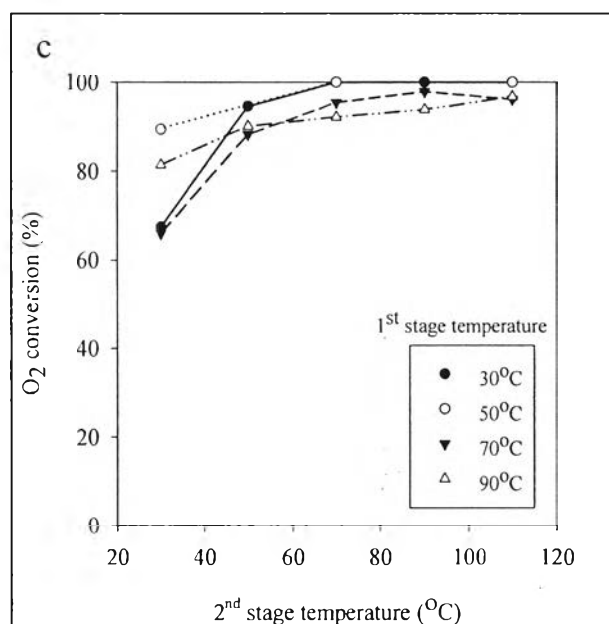 c
100
80
60
40
20
0
O2 conversion (%)
1st stage temperature
30°C
50°C
70°C
90°C
20 40 60 80 100 120
2nd stage temperature (°C)